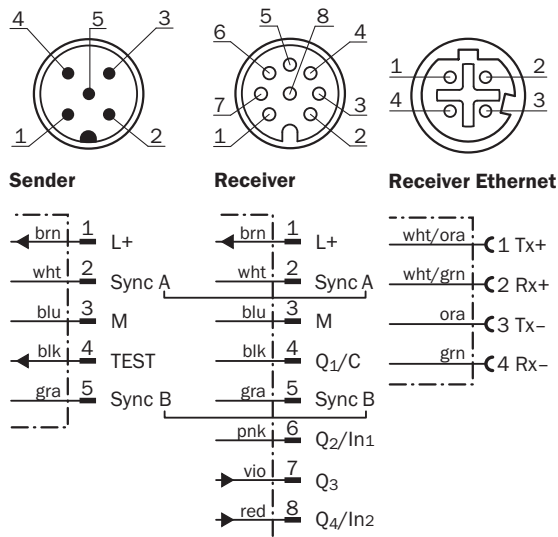 4 5 3
1 2
5 8
6 4
7 3
1 2
1 2
4 3
Sender
brn 1 L+
wht 2 Sync A
blu 3 M
blk 4 TEST
gra 5 Sync B
Receiver
brn 1 L+
wht 2 Sync A
blu 3 M
blk 4 Q1/C
gra 5 Sync B
pnk 6 Q2/In1
vio 7 Q3
red 8 Q4/In2
Receiver Ethernet
wht/ora 1 Tx+
wht/grn 2 Rx+
ora 3 Tx–
grn 4 Rx–